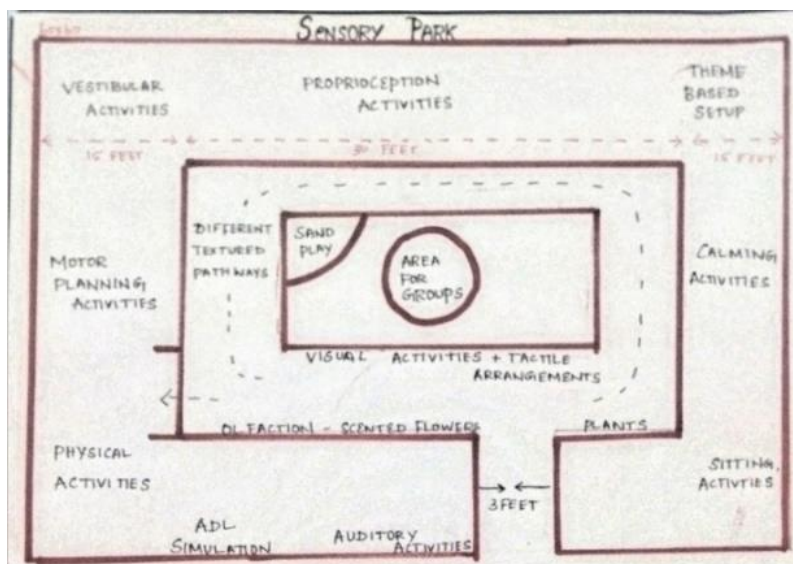 SENSORY PARK
VESTIBULAR
ACTIVITIES
PROPRIOCEPTION
ACTIVITIES
THEME
BASED
SETUP
15 FEET
30 FEET
15 FEET
DIFFERENT
TEXTURED
PATHWAYS
SAND
PLAY
AREA
FOR
GROUPS
MOTOR
PLANNING
ACTIVITIES
CALMING
ACTIVITIES
VISUAL ACTIVITIES + TACTILE
ARRANGEMENTS
OLFACTION - SCENTED FLOWERS
PLANTS
PHYSICAL
ACTIVITIES
3 FEET
SITTING
ACTIVTIES
ADL
SIMULATION
AUDITORY
ACTIVITIES